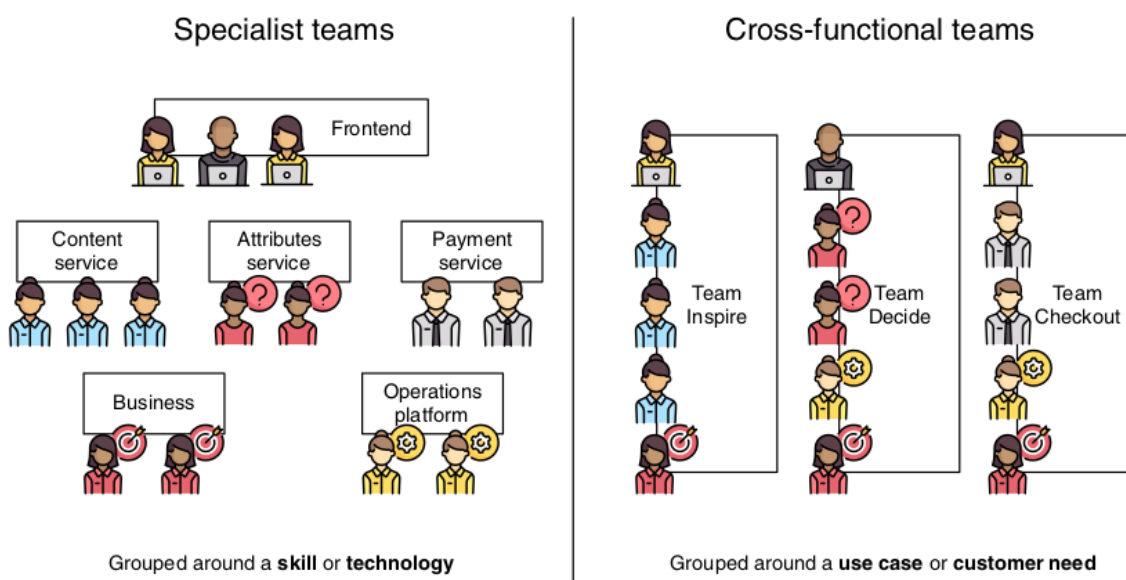 Specialist teams
Frontend
Content
service
Attributes
service
Payment
service
Business
Operations
platform
Grouped around a skill or technology
Cross-functional teams
Team
Inspire
Team
Decide
Team
Checkout
Grouped around a use case or customer need